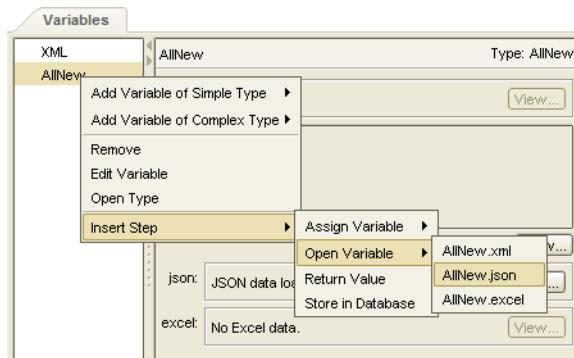 Variables
XML
AllNew
AllNew Type: AllNew
View...
Add Variable of Simple Type
Add Variable of Complex Type
Remove
Edit Variable
Open Type
Insert Step
Assign Variable
Open Variable
Return Value
Store in Database
AllNew.xml
AllNew.json
AllNew.excel
json: JSON data
excel: No Excel data. View...